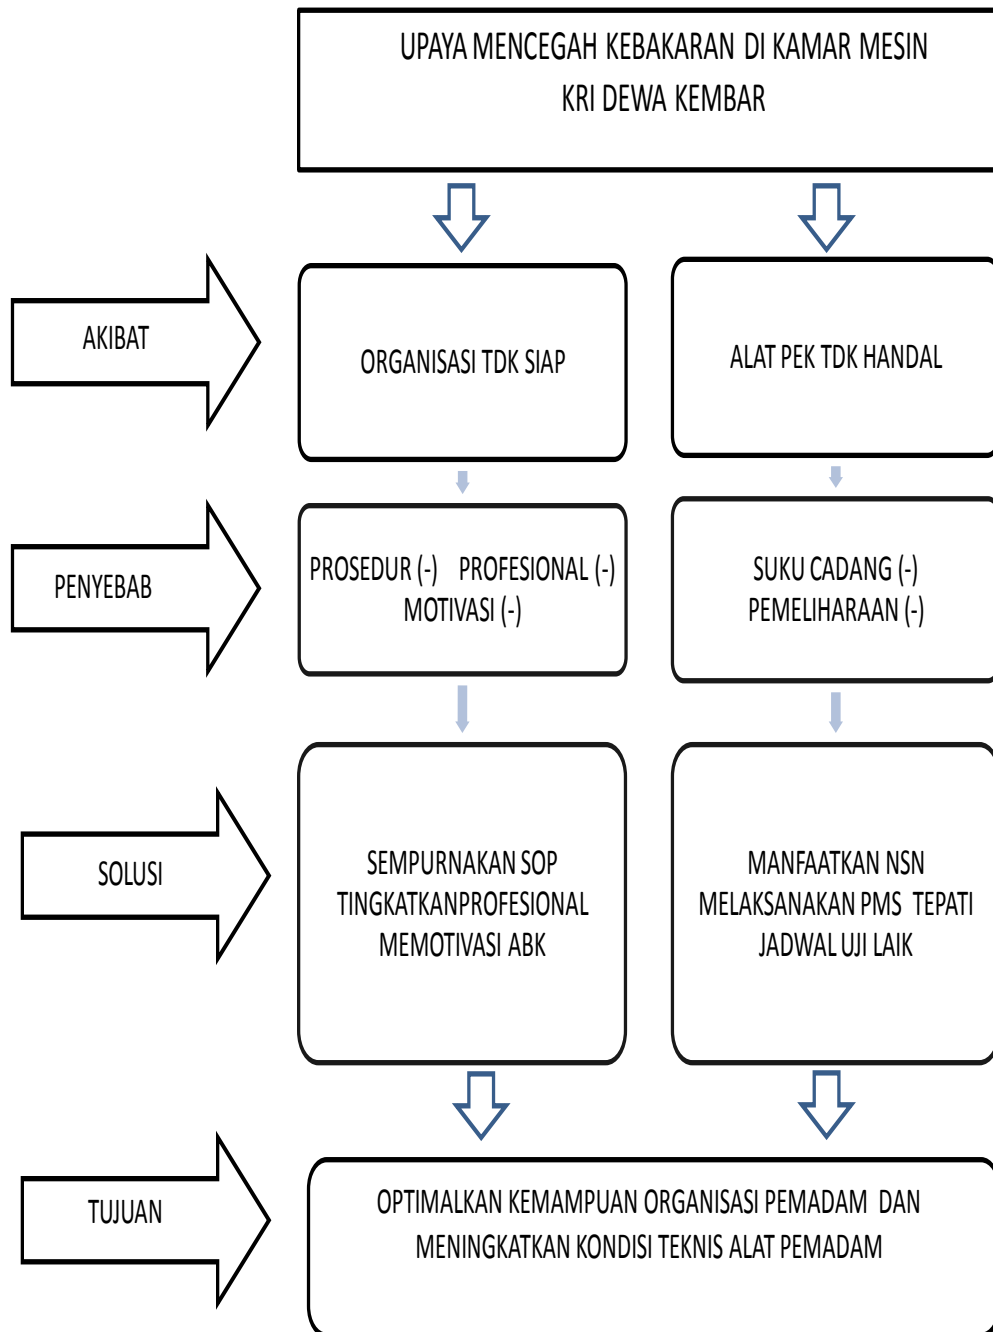 UPAYA MENCEGAH KEBAKARAN DI KAMAR MESIN
KRI DEWA KEMBAR
AKIBAT
ORGANISASI TDK SIAP
ALAT PEK TDK HANDAL
PENYEBAB
PROSEDUR (-) PROFESIONAL (-)
MOTIVASI (-)
SUKU CADANG (-)
PEMELIHARAAN (-)
SOLUSI
SEMPURNAKAN SOP
TINGKATKANPROFESIONAL
MEMOTIVASI ABK
MANFAATKAN NSN
MELAKSANAKAN PMS TEPATI
JADWAL UJI LAIK
TUJUAN
OPTIMALKAN KEMAMPUAN ORGANISASI PEMADAM DAN
MENINGKATKAN KONDISI TEKNIS ALAT PEMADAM